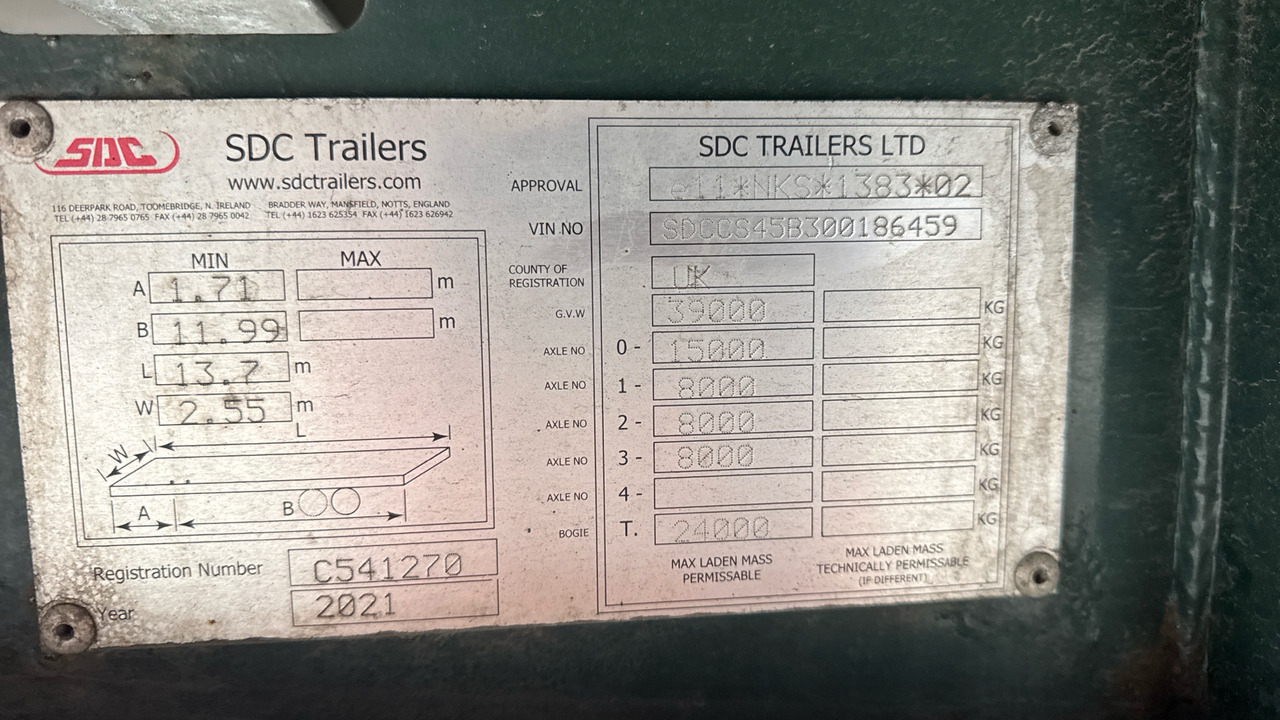 SDC
SDC Trailers
www.sdctrailers.com
116 DEERPARK ROAD, TOOMEBRIDGE, N. IRELAND
TEL (+44) 28 7965 0765 FAX (+44) 28 7965 0042
BRADDER WAY, MANSFIELD, NOTTS, ENGLAND
TEL (+44) 1623 625354 FAX (+44) 1623 626942
MIN MAX
A 1.71 m
B 11.99 m
L 13.7 m
W 2.55 m
L
W
A
B
Registration Number C541270
Year 2021
SDC TRAILERS LTD
APPROVAL e11*NKS*1383*02
VIN NO SDCCS45B300186459
COUNTY OF
REGISTRATION UK
G.V.W 39000 KG
AXLE NO 0 - 15000 KG
AXLE NO 1 - 8000 KG
AXLE NO 2 - 8000 KG
AXLE NO 3 - 8000 KG
AXLE NO 4 - KG
BOGIE T. 24000 KG
MAX LADEN MASS
PERMISSABLE
MAX LADEN MASS
TECHNICALLY PERMISSABLE
(IF DIFFERENT)